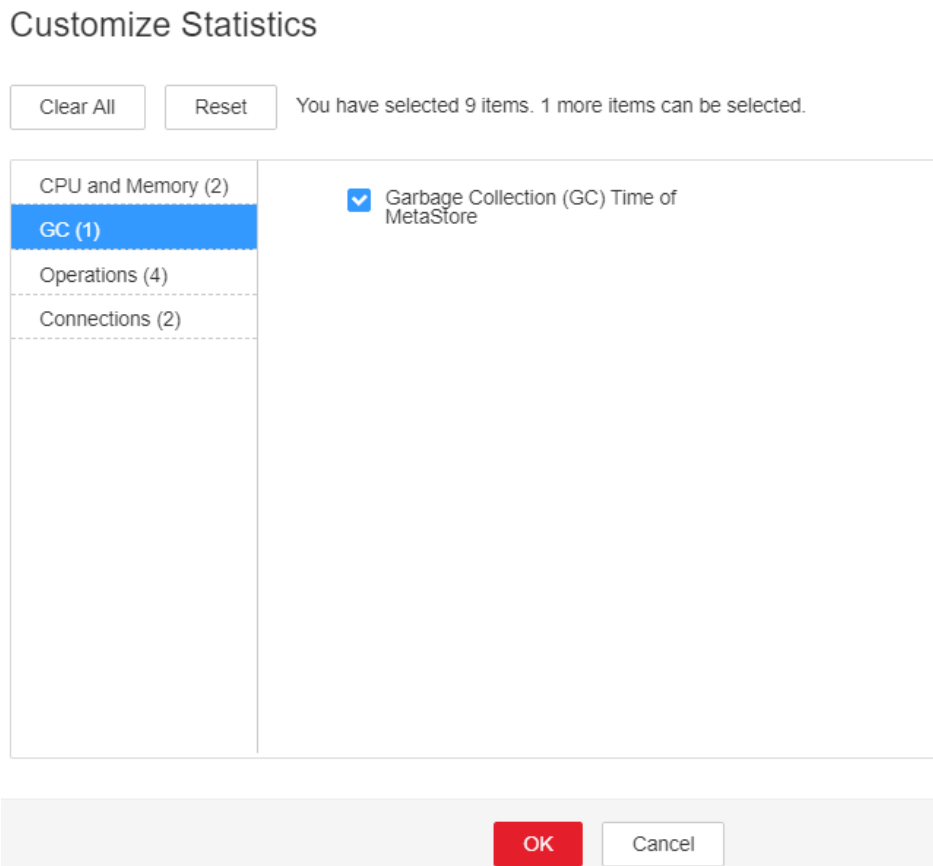 Customize Statistics
Clear All
Reset
You have selected 9 items. 1 more items can be selected.
CPU and Memory (2)
GC (1)
Operations (4)
Connections (2)
Garbage Collection (GC) Time of
MetaStore
OK
Cancel